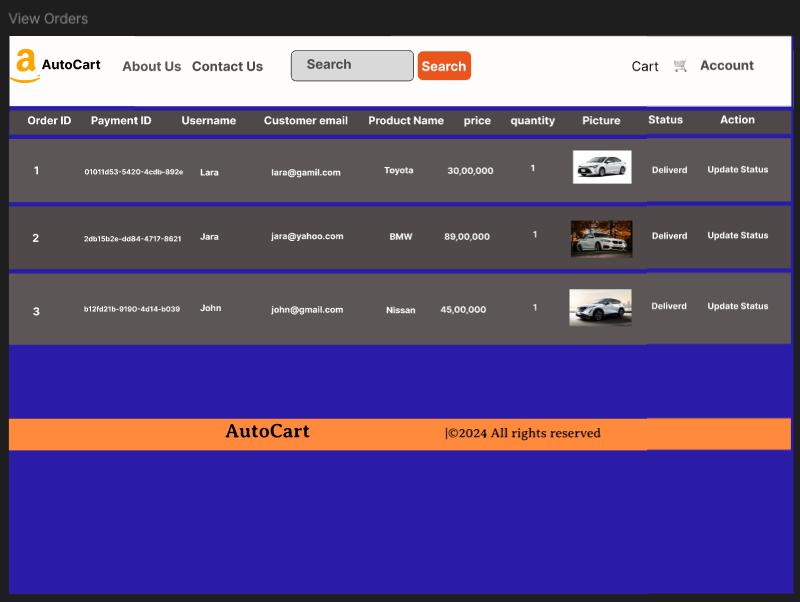 View Orders
a AutoCart About Us Contact Us Search Search Cart Account
Order ID Payment ID Username Customer email Product Name price quantity Picture Status Action
1 01011d53-5420-4cdb-892e Lara lara@gamil.com Toyota 30,00,000 1 Deliverd Update Status
2 2db15b2e-dd84-4717-8621 Jara jara@yahoo.com BMW 89,00,000 1 Deliverd Update Status
3 b12fd21b-9190-4d14-b039 John john@gmail.com Nissan 45,00,000 1 Deliverd Update Status
AutoCart |©2024 All rights reserved